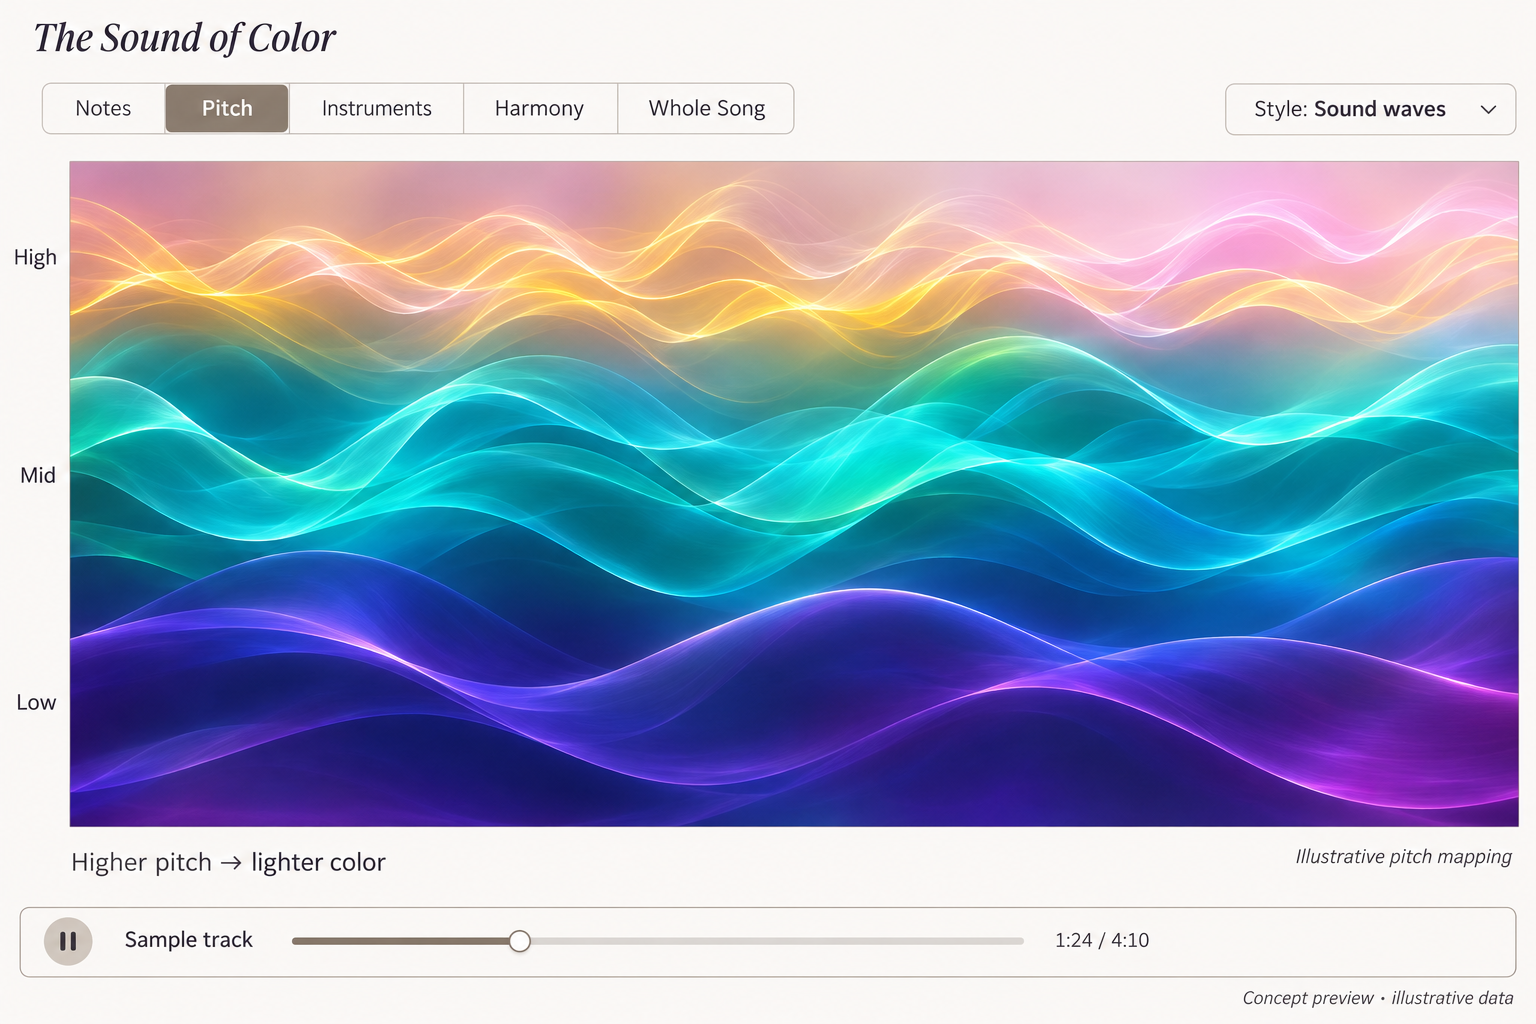 The Sound of Color
Notes Pitch Instruments Harmony Whole Song Style: Sound waves
High
Mid
Low
Higher pitch → lighter color Illustrative pitch mapping
Sample track 1:24 / 4:10
Concept preview • illustrative data